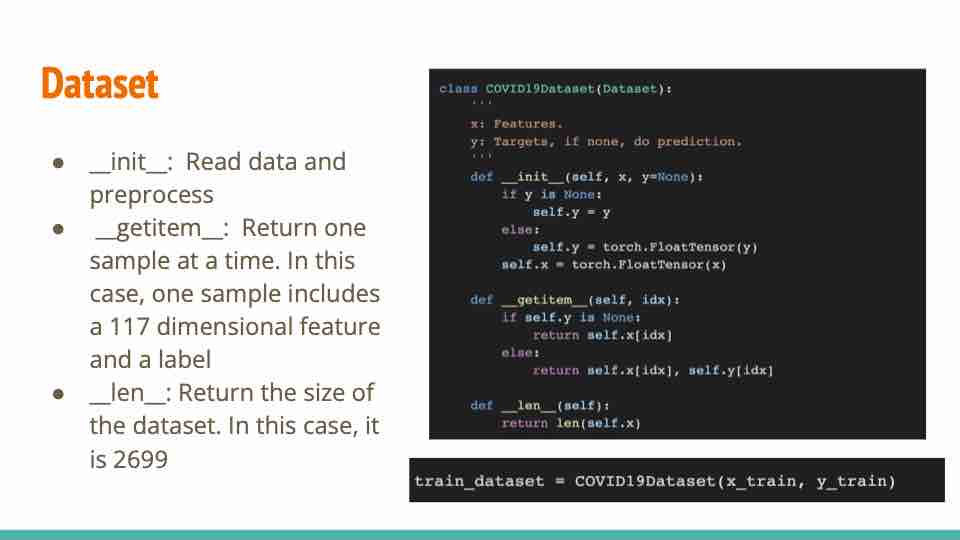 Dataset
● __init__: Read data and
preprocess
● __getitem__: Return one
sample at a time. In this
case, one sample includes
a 117 dimensional feature
and a label
● __len__: Return the size of
the dataset. In this case, it
is 2699
class COVID19Dataset(Dataset):
    '''
    x: Features.
    y: Targets, if none, do prediction.
    '''
    def __init__(self, x, y=None):
        if y is None:
            self.y = y
        else:
            self.y = torch.FloatTensor(y)
        self.x = torch.FloatTensor(x)
    def __getitem__(self, idx):
        if self.y is None:
            return self.x[idx]
        else:
            return self.x[idx], self.y[idx]
    def __len__(self):
        return len(self.x)
train_dataset = COVID19Dataset(x_train, y_train)